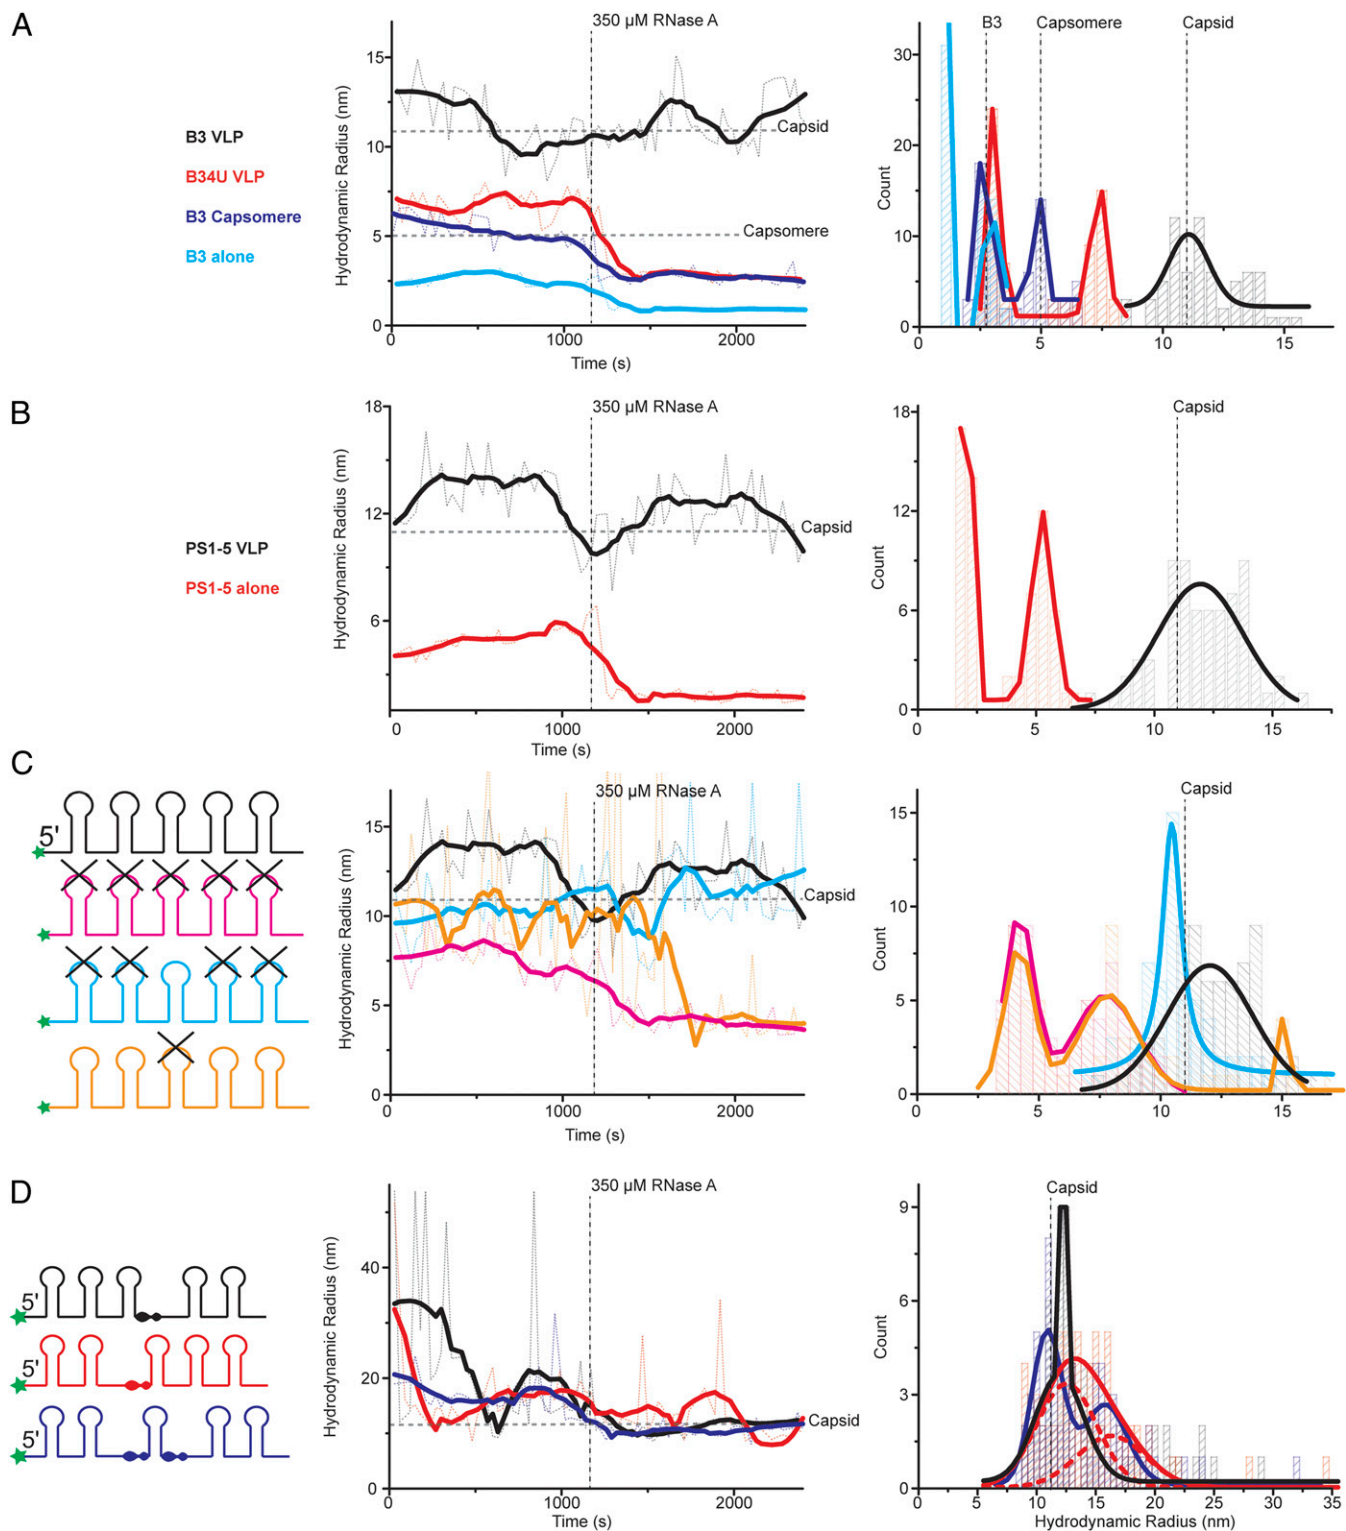 A
B3 VLP
B34U VLP
B3 Capsomere
B3 alone
350 µM RNase A
Hydrodynamic Radius (nm)
15
10
5
0
Capsid
Capsomere
0 1000 2000
Time (s)
B3 Capsomere Capsid
Count
30
20
10
0
0 5 10 15
B
PS1-5 VLP
PS1-5 alone
350 µM RNase A
Hydrodynamic Radius (nm)
18
12
6
Capsid
0 1000 2000
Time (s)
Capsid
Count
18
12
6
0
0 5 10 15
C
5'
350 µM RNase A
Hydrodynamic Radius (nm)
15
10
5
0
Capsid
0 1000 2000
Time (s)
Capsid
Count
15
10
5
0
0 5 10 15
D
5'
5'
5'
350 µM RNase A
Hydrodynamic Radius (nm)
40
20
0
Capsid
0 1000 2000
Time (s)
Capsid
Count
9
6
3
0
0 5 10 15 20 25 30 35
Hydrodynamic Radius (nm)